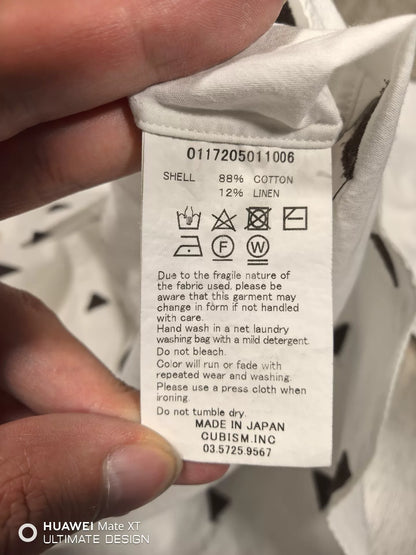 0117205011006
SHELL 88% COTTON
12% LINEN
F W
Due to the fragile nature of
the fabric used, please be
aware that this garment may
change in form if not handled
with care.
Hand wash in a net laundry
washing bag with a mild detergent.
Do not bleach.
Color will run or fade with
repeated wear and washing.
Please use a press cloth when
ironing.
Do not tumble dry.
MADE IN JAPAN
CUBISM.INC
03.5725.9567
HUAWEI Mate XT
ULTIMATE DESIGN